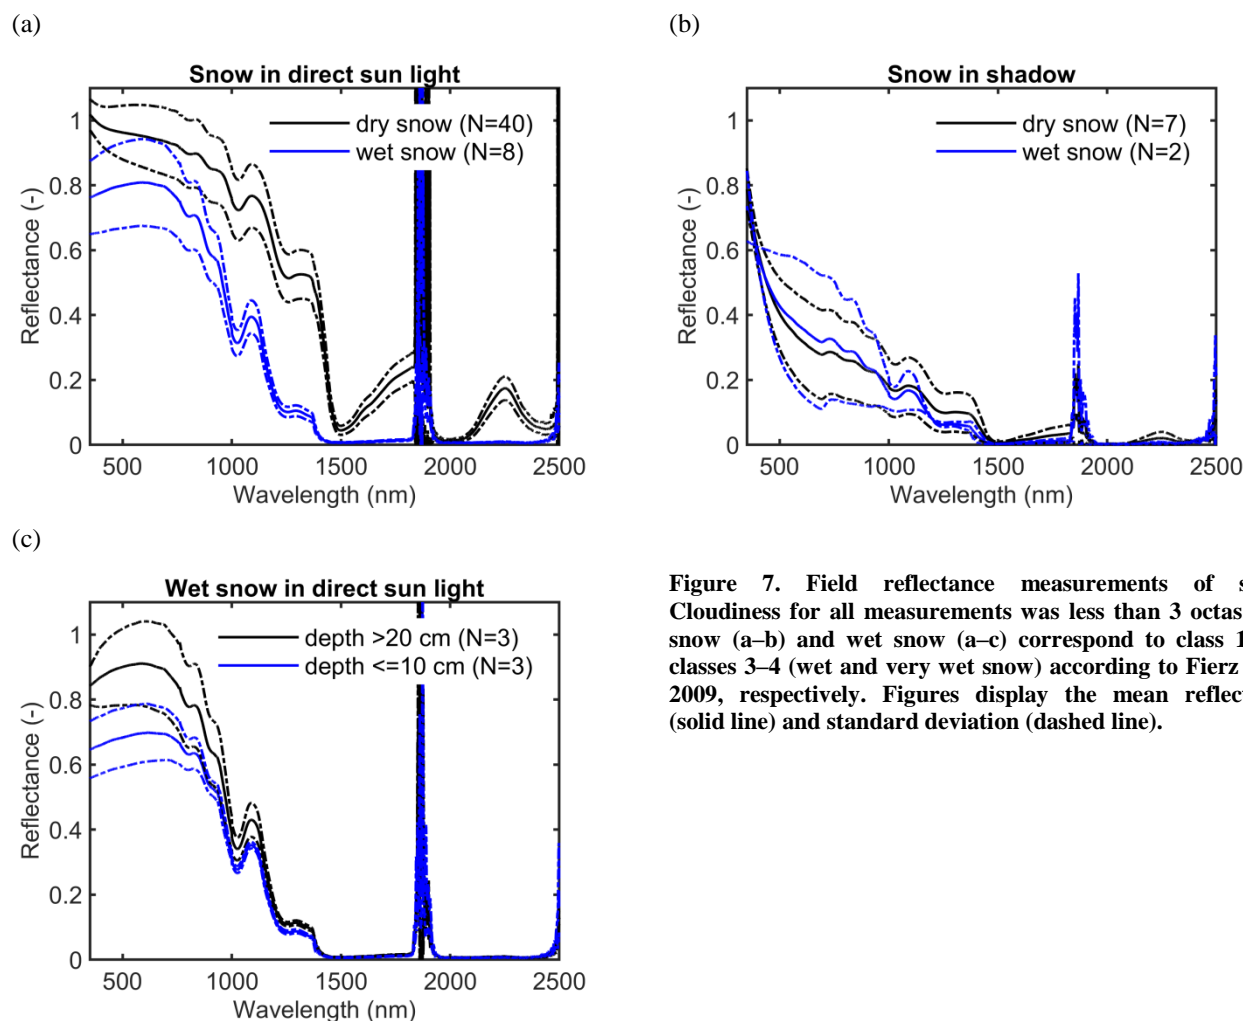 (a)
Snow in direct sun light
dry snow (N=40)
wet snow (N=8)
Reflectance (-)
1
0.8
0.6
0.4
0.2
0
500 1000 1500 2000 2500
Wavelength (nm)
(b)
Snow in shadow
dry snow (N=7)
wet snow (N=2)
Reflectance (-)
1
0.8
0.6
0.4
0.2
0
500 1000 1500 2000 2500
Wavelength (nm)
(c)
Wet snow in direct sun light
depth >20 cm (N=3)
depth <=10 cm (N=3)
Reflectance (-)
1
0.8
0.6
0.4
0.2
0
500 1000 1500 2000 2500
Wavelength (nm)
Figure 7. Field reflectance measurements of s
Cloudiness for all measurements was less than 3 octas
snow (a–b) and wet snow (a–c) correspond to class 1
classes 3–4 (wet and very wet snow) according to Fierz
2009, respectively. Figures display the mean reflec
(solid line) and standard deviation (dashed line).